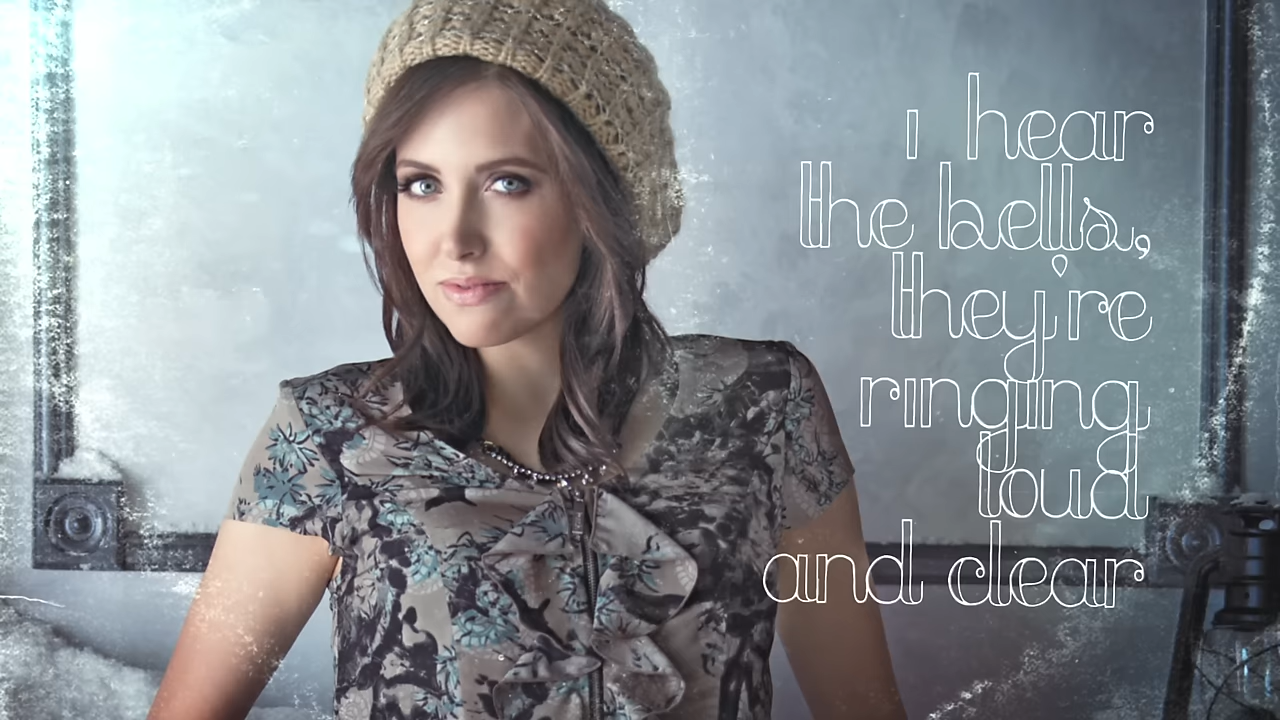 i hear
the bells,
they're
ringing
loud
and clear